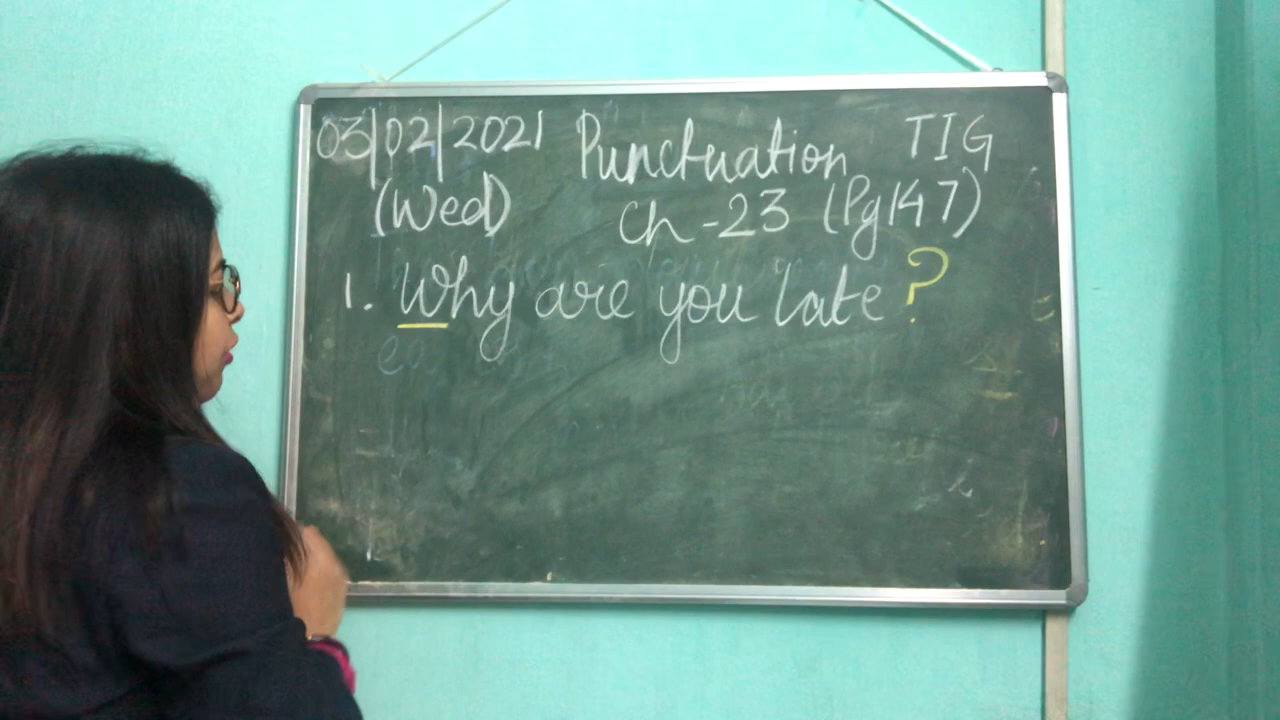 03|02|2021 Punctuation TIG
(Wed) Ch-23 (Pg147)
1. Why are you late ?